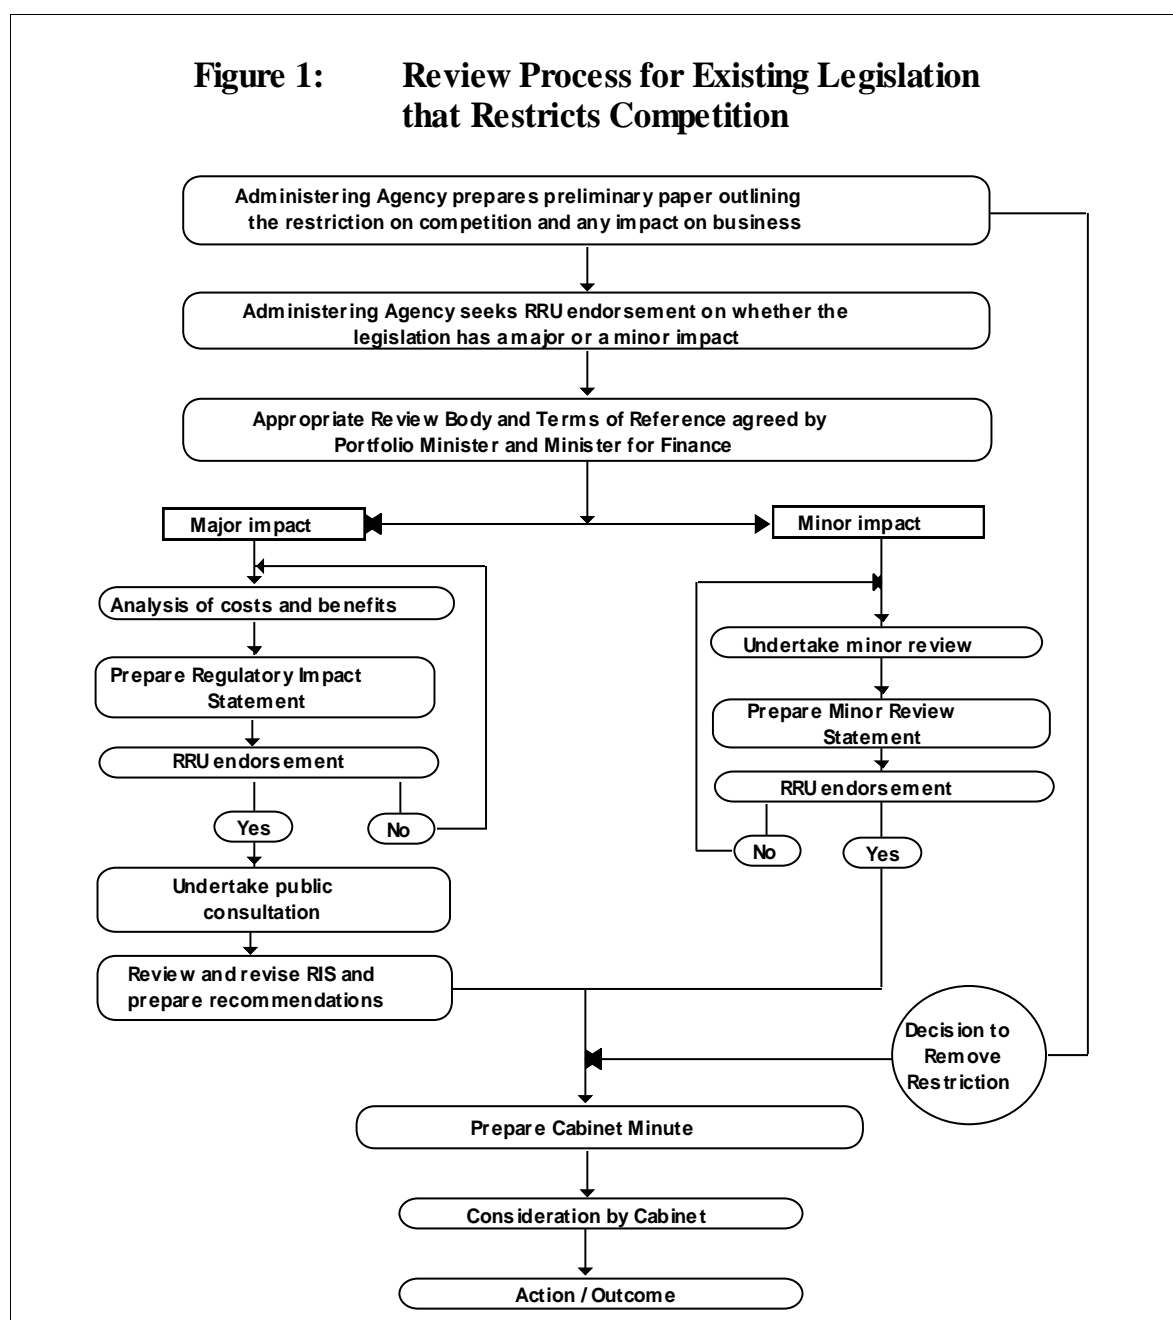 Figure 1: Review Process for Existing Legislation
that Restricts Competition
Administering Agency prepares preliminary paper outlining
the restriction on competition and any impact on business
Administering Agency seeks RRU endorsement on whether the
legislation has a major or a minor impact
Appropriate Review Body and Terms of Reference agreed by
Portfolio Minister and Minister for Finance
Major impact
Minor impact
Analysis of costs and benefits
Prepare Regulatory Impact
Statement
RRU endorsement
Yes
No
Undertake public
consultation
Review and revise RIS and
prepare recommendations
Undertake minor review
Prepare Minor Review
Statement
RRU endorsement
No
Yes
Decision to
Remove
Restriction
Prepare Cabinet Minute
Consideration by Cabinet
Action / Outcome